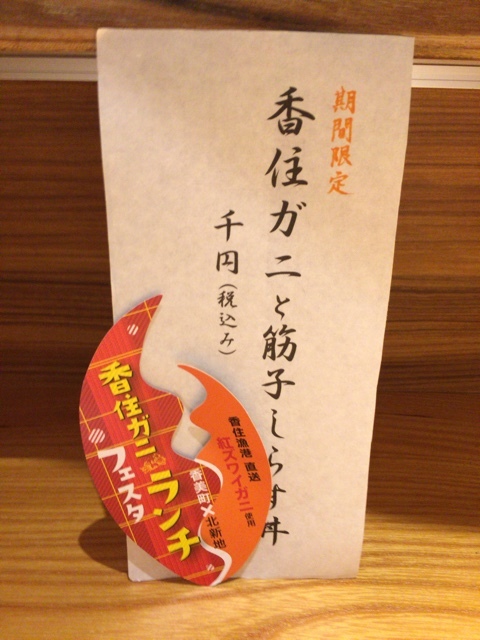 期間限定
香住ガニと筋子しらす丼
千円(税込み)
香住ガニ
ランチ
フェスタ
香住漁港 直送
紅ズワイガニ使用
香美町×北新地